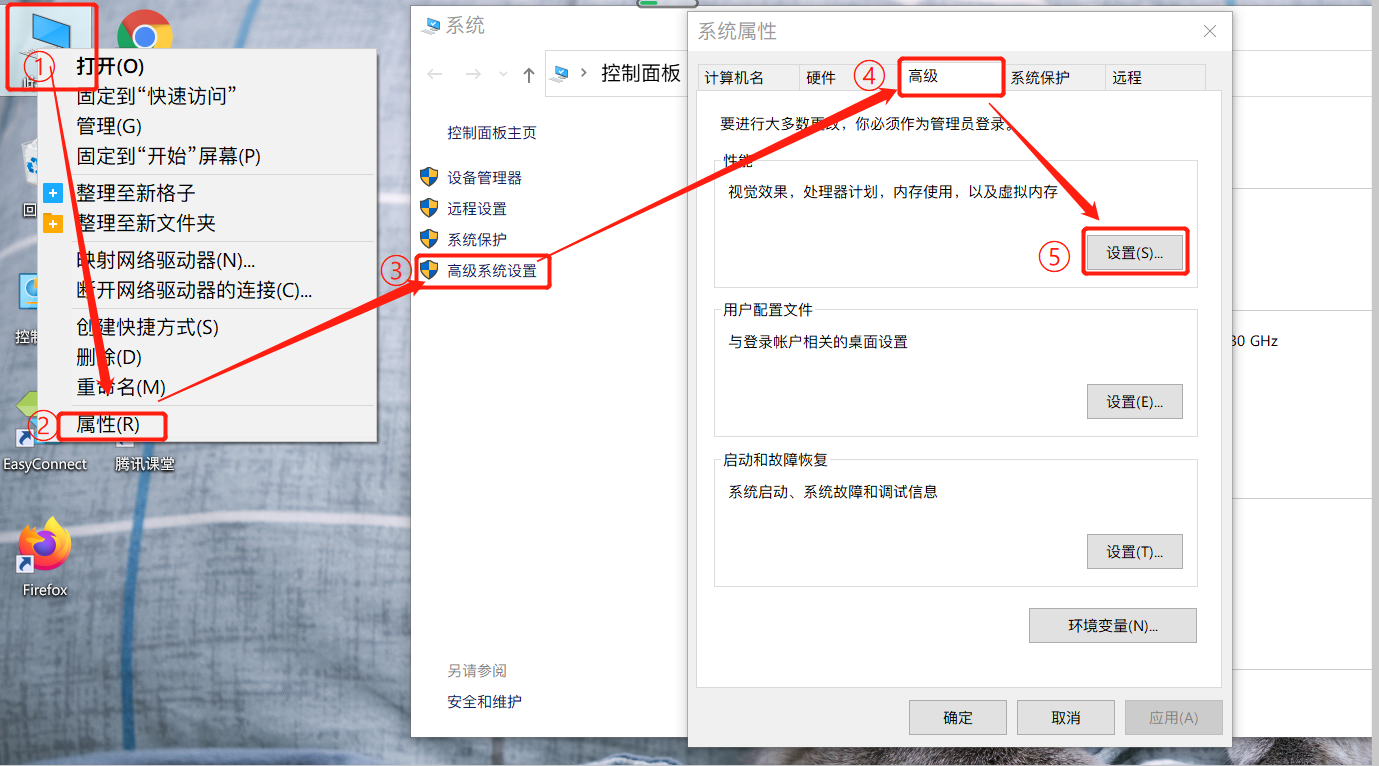 ①
打开(O)
固定到“快速访问”
管理(G)
固定到“开始”屏幕(P)
整理至新格子
整理至新文件夹
映射网络驱动器(N)...
断开网络驱动器的连接(C)...
创建快捷方式(S)
删除(D)
重命名(M)
②
属性(R)
回
控制
EasyConnect
腾讯课堂
Firefox
系统
控制面板
控制面板主页
设备管理器
远程设置
系统保护
③
高级系统设置
另请参阅
安全和维护
系统属性
计算机名
硬件
④
高级
系统保护
远程
要进行大多数更改，你必须作为管理员登录。
性能
视觉效果，处理器计划，内存使用，以及虚拟内存
⑤
设置(S)...
用户配置文件
与登录帐户相关的桌面设置
设置(E)...
启动和故障恢复
系统启动、系统故障和调试信息
设置(T)...
环境变量(N)...
确定
取消
应用(A)
30 GHz